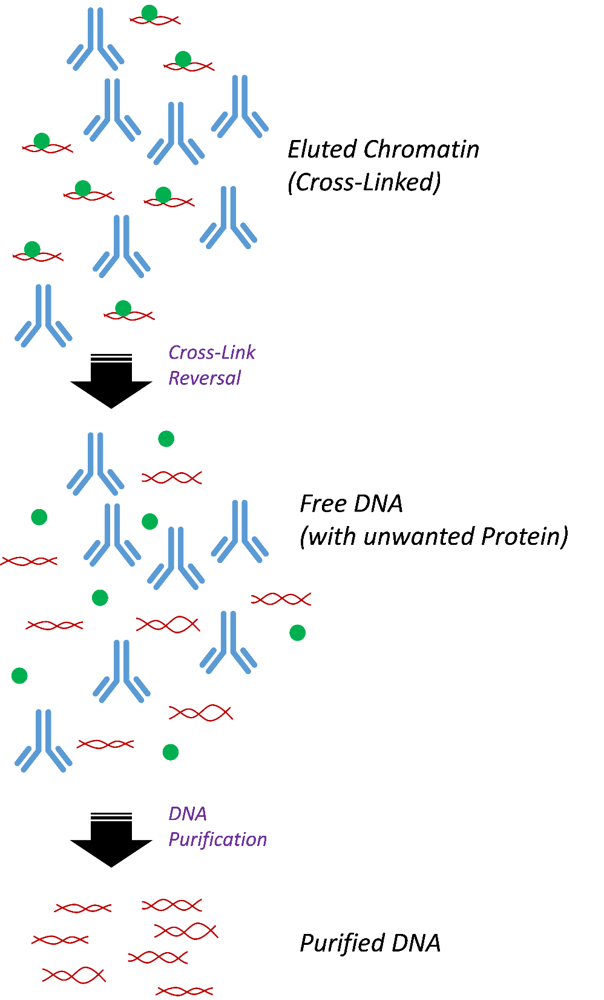 Eluted Chromatin
(Cross-Linked)
Cross-Link
Reversal
Free DNA
(with unwanted Protein)
DNA
Purification
Purified DNA